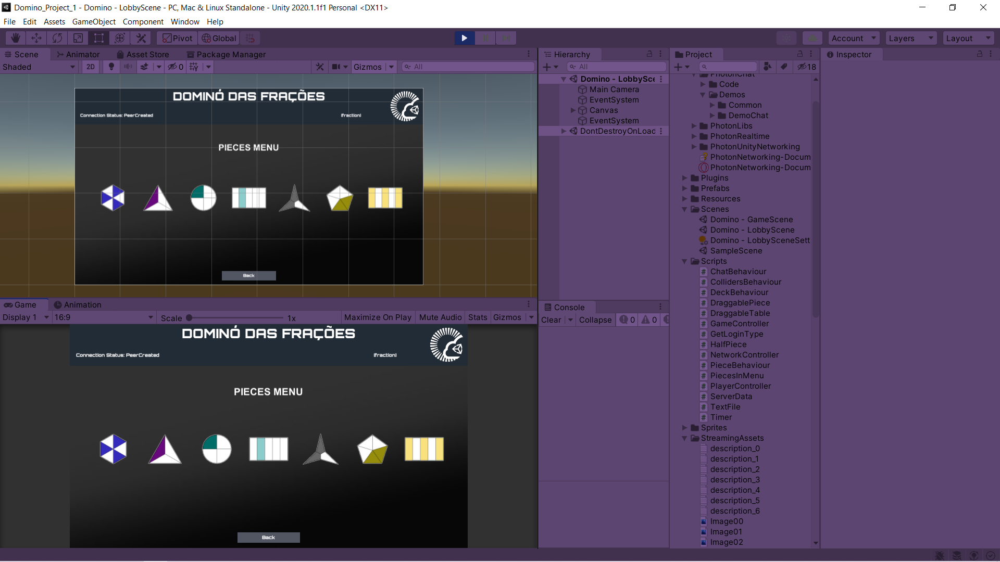 Domino_Project_1 - Domino - LobbyScene - PC, Mac & Linux Standalone - Unity 2020.1.1f1 Personal <DX11>
File Edit Assets GameObject Component Window Help
Pivot Global Account Layers Layout
Scene Animator Asset Store Package Manager
Shaded 2D 0 Gizmos All
DOMINÓ DAS FRAÇÕES
Connection Status: PeerCreated [fraction]
PIECES MENU
Back
Game Animation
Display 1 16:9 Scale 1x Maximize On Play Mute Audio Stats Gizmos
DOMINÓ DAS FRAÇÕES
Connection Status: PeerCreated [fraction]
PIECES MENU
Back
Hierarchy
All
Domino - LobbySce
Main Camera
EventSystem
Canvas
EventSystem
DontDestroyOnLoad
Console
Clear Collapse 0 0
Project
18
PhotonChat
Code
Demos
Common
DemoChat
PhotonLibs
PhotonRealtime
PhotonUnityNetworking
PhotonNetworking-Docum
PhotonNetworking-Docum
Plugins
Prefabs
Resources
Scenes
Domino - GameScene
Domino - LobbyScene
Domino - LobbySceneSett
SampleScene
Scripts
ChatBehaviour
CollidersBehaviour
DeckBehaviour
DraggablePiece
DraggableTable
GameController
GetLoginType
HalfPiece
NetworkController
PieceBehaviour
PiecesInMenu
PlayerController
ServerData
TextFile
Timer
Sprites
StreamingAssets
description_0
description_1
description_2
description_3
description_4
description_5
description_6
Image00
Image01
Image02
Inspector